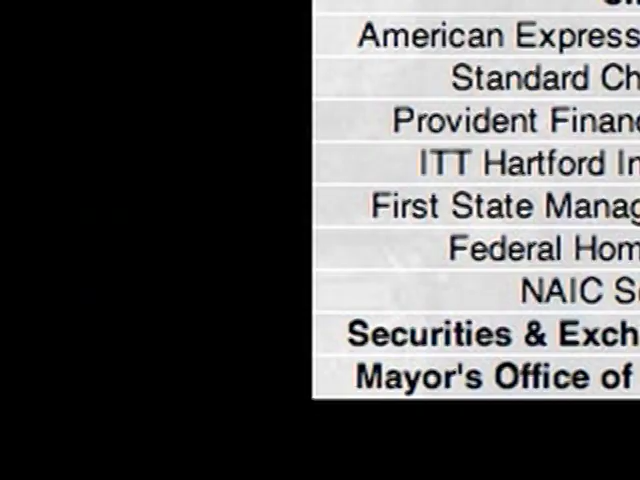 American Express
Standard Ch
Provident Financ
ITT Hartford In
First State Manag
Federal Hom
NAIC Se
Securities & Exch
Mayor's Office of